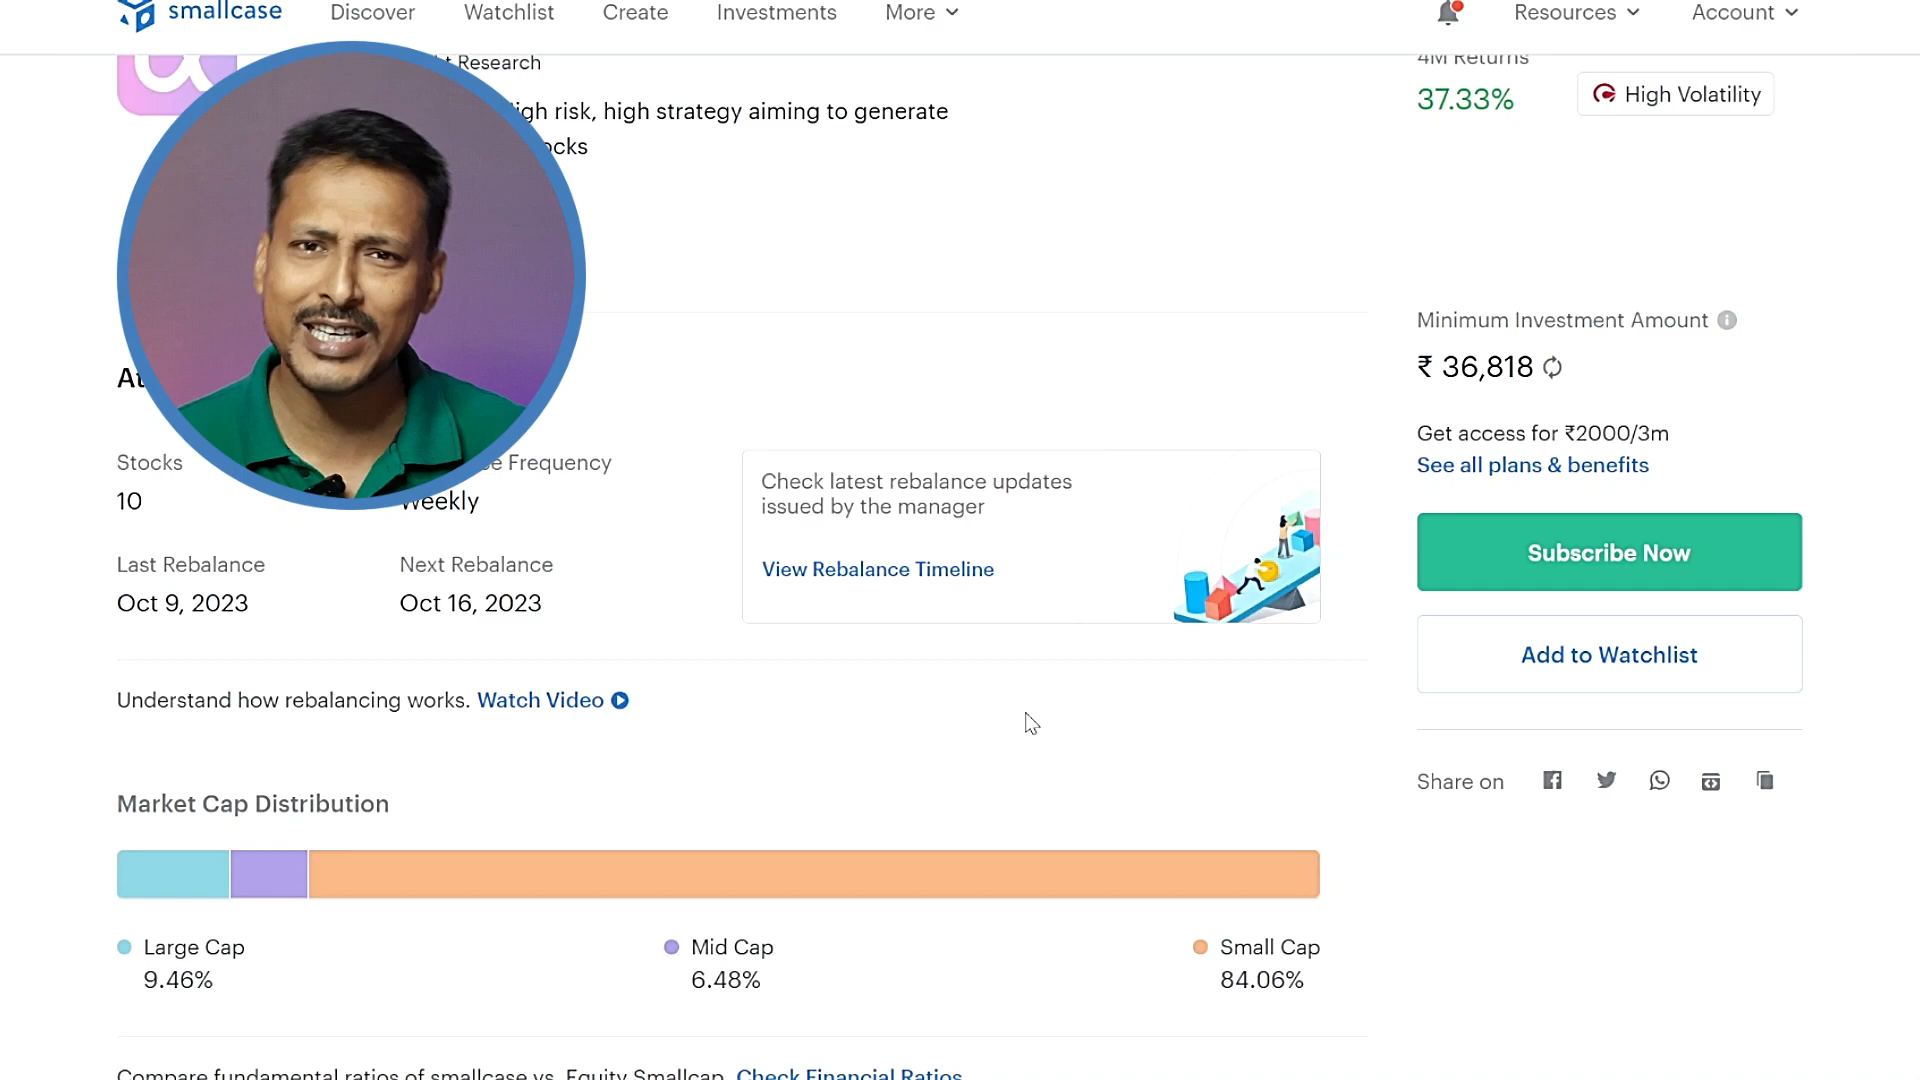 smallcase Discover Watchlist Create Investments More Resources Account
Research
4M Returns
37.33% High Volatility
risk, high strategy aiming to generate
Minimum Investment Amount
₹ 36,818
Get access for ₹2000/3m
See all plans & benefits
Stocks Frequency
10 Weekly
Check latest rebalance updates
issued by the manager
View Rebalance Timeline
Subscribe Now
Last Rebalance Next Rebalance
Oct 9, 2023 Oct 16, 2023
Add to Watchlist
Understand how rebalancing works. Watch Video
Share on
Market Cap Distribution
Large Cap Mid Cap Small Cap
9.46% 6.48% 84.06%
Compare fundamental ratios of smallcase vs. Equity Smallcap Check Financial Ratios